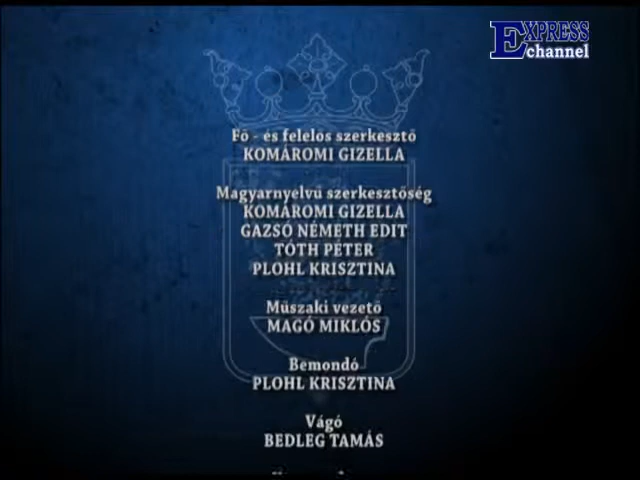 EXPRESS
channel
Fő - és felelős szerkesztő
KOMÁROMI GIZELLA
Magyarnyelvű szerkesztőség
KOMÁROMI GIZELLA
GAZSÓ NÉMETH EDIT
TÓTH PÉTER
PLOHL KRISZTINA
Műszaki vezető
MAGÓ MIKLÓS
Bemondó
PLOHL KRISZTINA
Vágó
BEDLEG TAMÁS